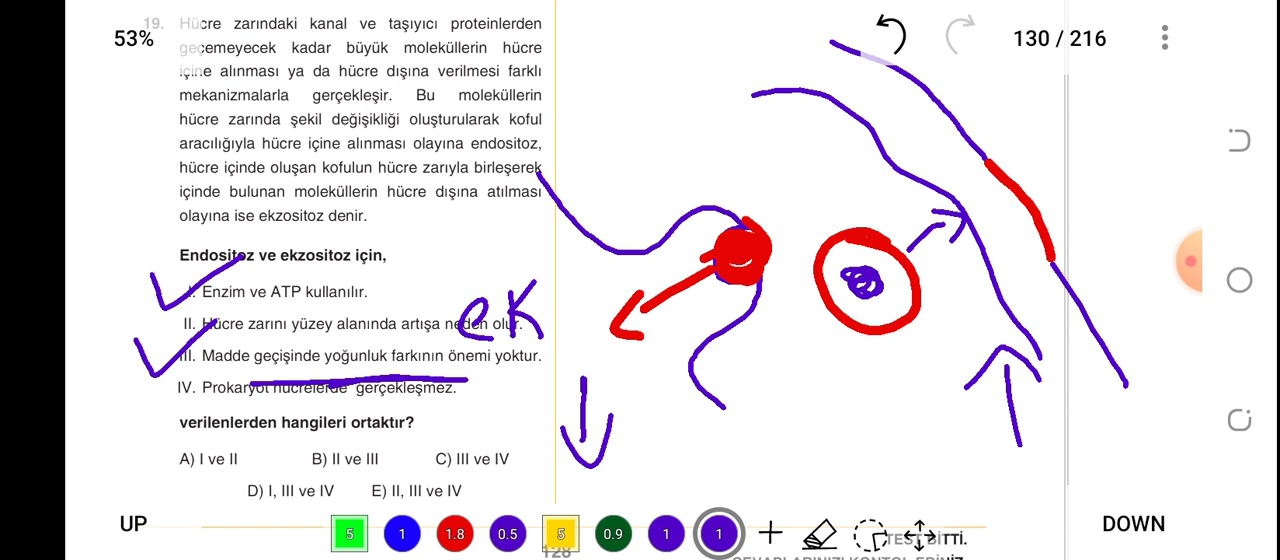 53%
130 / 216
19. Hücre zarındaki kanal ve taşıyıcı proteinlerden
geçemeyecek kadar büyük moleküllerin hücre
içine alınması ya da hücre dışına verilmesi farklı
mekanizmalarla gerçekleşir. Bu moleküllerin
hücre zarında şekil değişikliği oluşturularak koful
aracılığıyla hücre içine alınması olayına endositoz,
hücre içinde oluşan kofulun hücre zarıyla birleşerek
içinde bulunan moleküllerin hücre dışına atılması
olayına ise ekzositoz denir.
Endositoz ve ekzositoz için,
I. Enzim ve ATP kullanılır.
II. Hücre zarını yüzey alanında artışa neden olur.
ek
III. Madde geçişinde yoğunluk farkının önemi yoktur.
IV. Prokaryot hücrelerde gerçekleşmez.
verilenlerden hangileri ortaktır?
A) I ve II B) II ve III C) III ve IV
D) I, III ve IV E) II, III ve IV
UP
5 1 1.8 0.5 5 0.9 1 1
DOWN
TEST BİTTİ.
128
CEVAPLARINIZI KONTROL EDİNİZ.